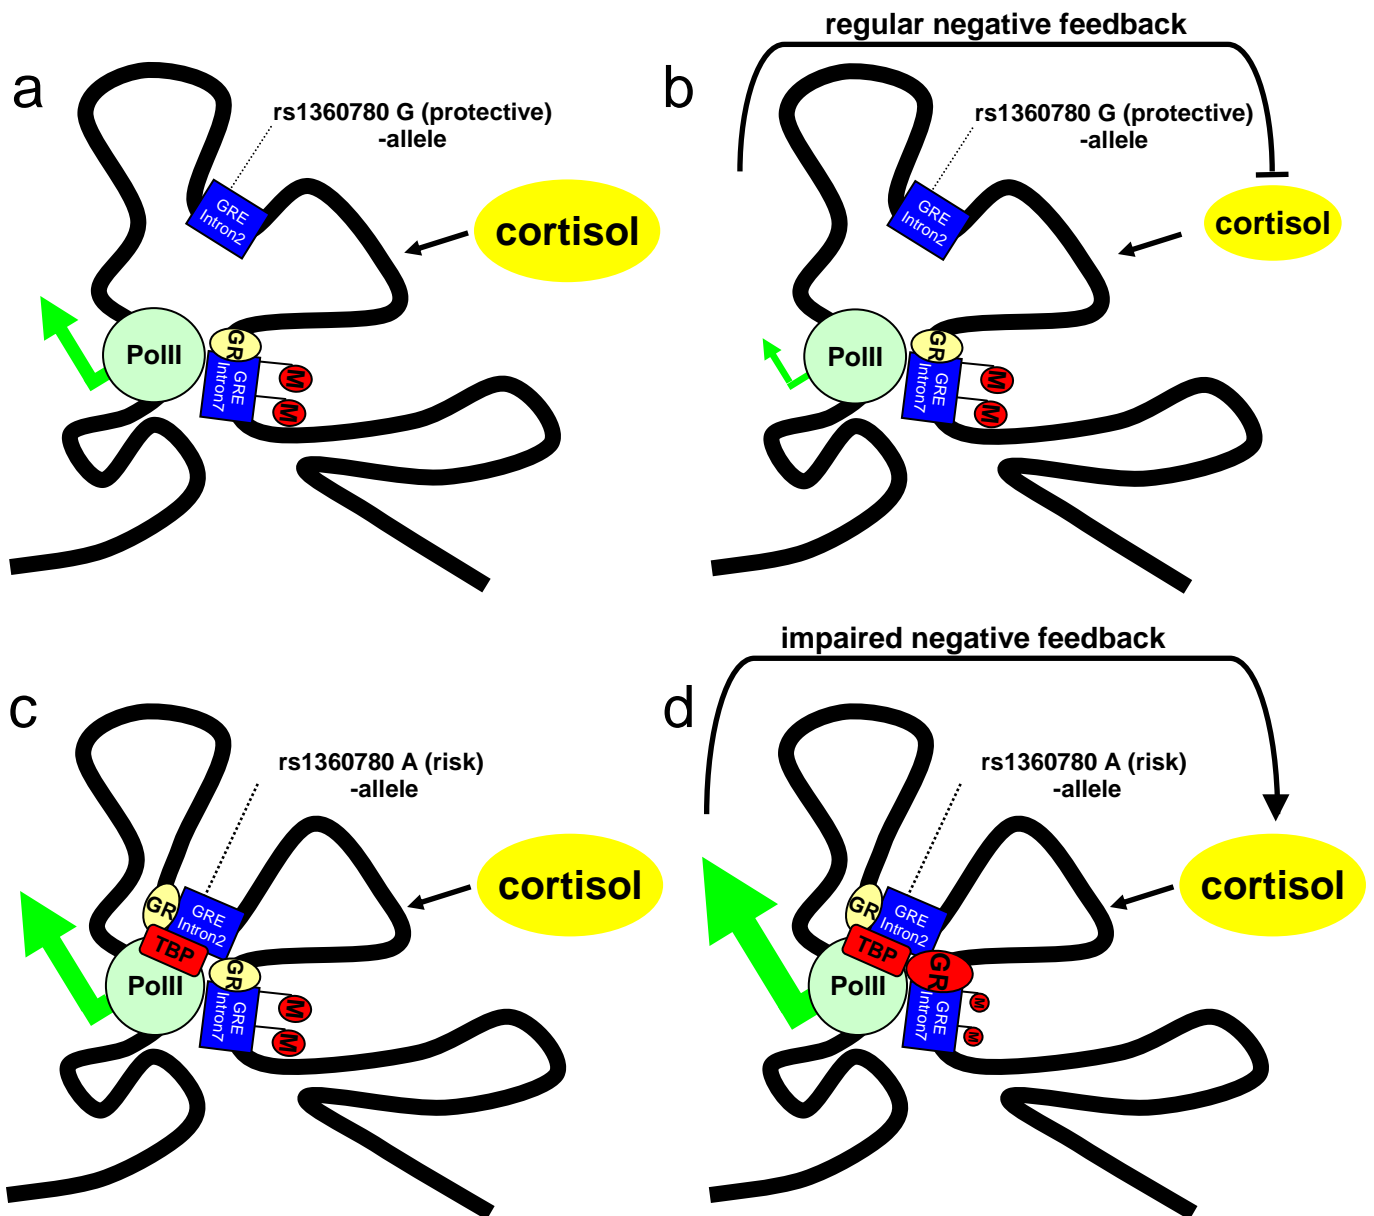 a
rs1360780 G (protective)
-allele
GRE
Intron2
cortisol
PolII
GR
GRE
Intron7
M
M
regular negative feedback
b
rs1360780 G (protective)
-allele
GRE
Intron2
cortisol
PolII
GR
GRE
Intron7
M
M
c
rs1360780 A (risk)
-allele
GR
GRE
Intron2
TBP
cortisol
PolII
GR
GRE
Intron7
M
M
impaired negative feedback
d
rs1360780 A (risk)
-allele
GR
GRE
Intron2
TBP
cortisol
PolII
GR
GRE
Intron7
M
M